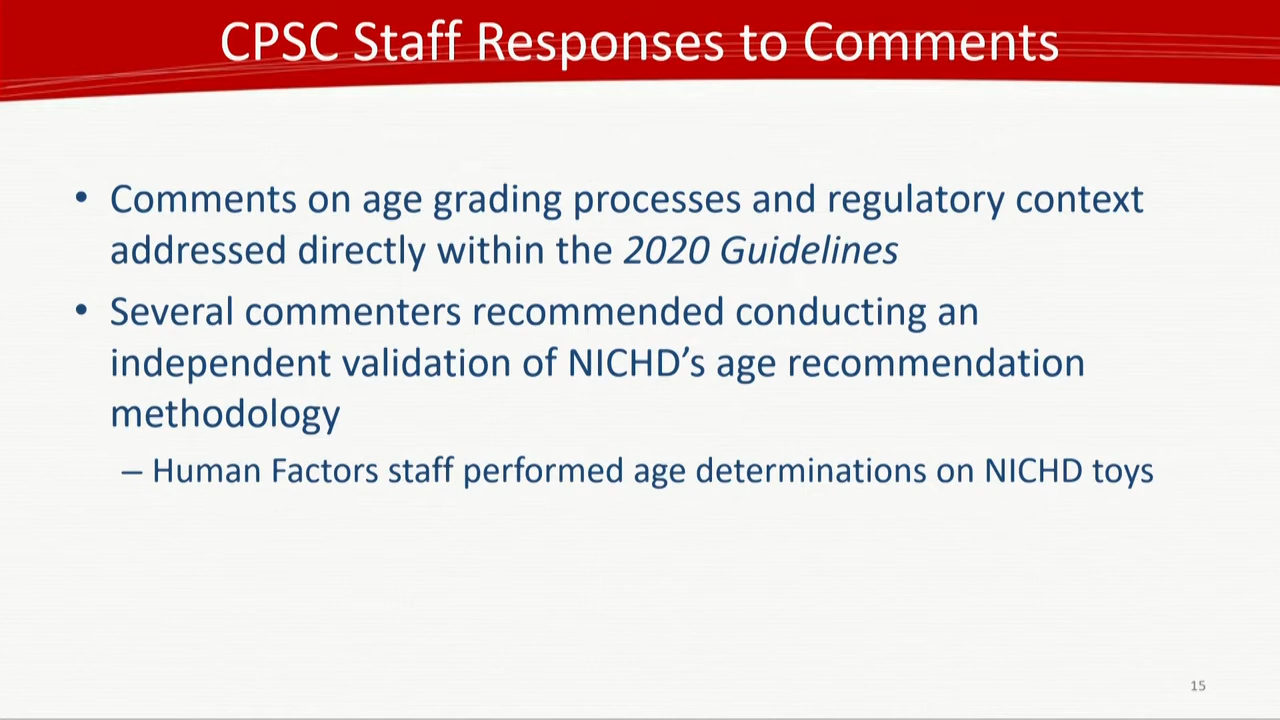 CPSC Staff Responses to Comments
• Comments on age grading processes and regulatory context
addressed directly within the 2020 Guidelines
• Several commenters recommended conducting an
independent validation of NICHD’s age recommendation
methodology
– Human Factors staff performed age determinations on NICHD toys
15